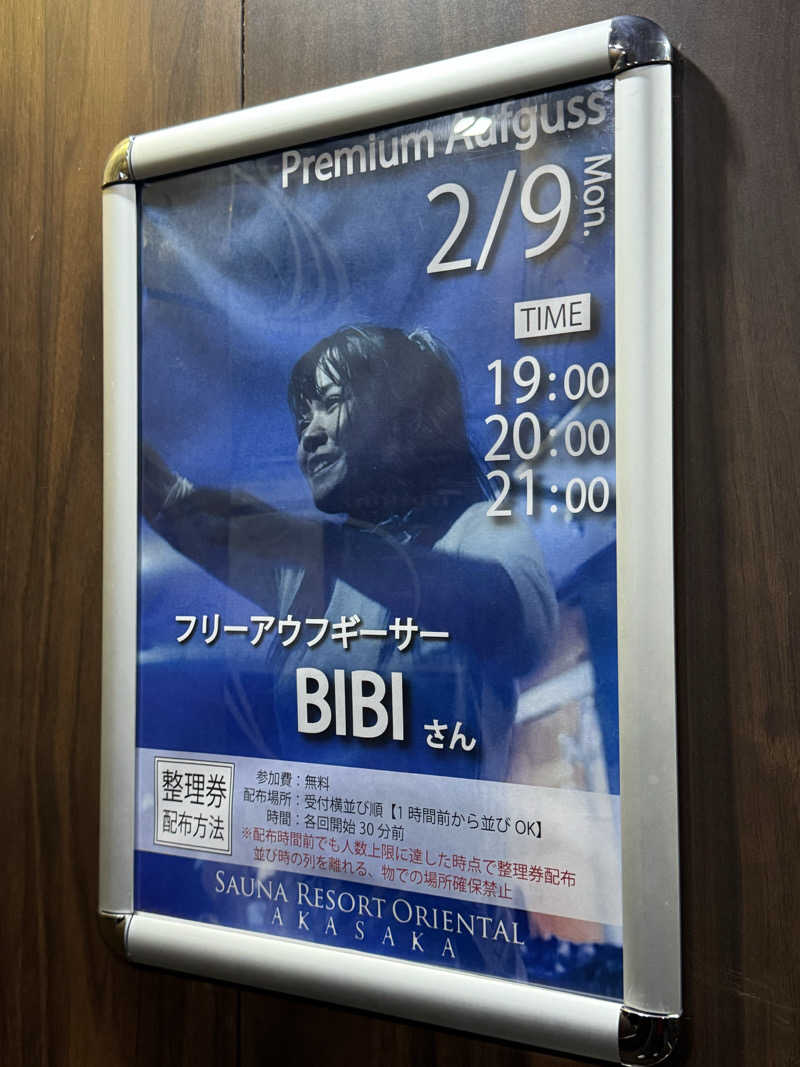 Premium Aufguss
2/9 Mon.
TIME
19:00
20:00
21:00
フリーアウフギーサー
BIBI さん
整理券
配布方法
参加費：無料
配布場所：受付横並び順【1 時間前から並び OK】
時間：各回開始 30 分前
※配布時間前でも人数上限に達した時点で整理券配布
並び時の列を離れる、物での場所確保禁止
SAUNA RESORT ORIENTAL
AKASAKA